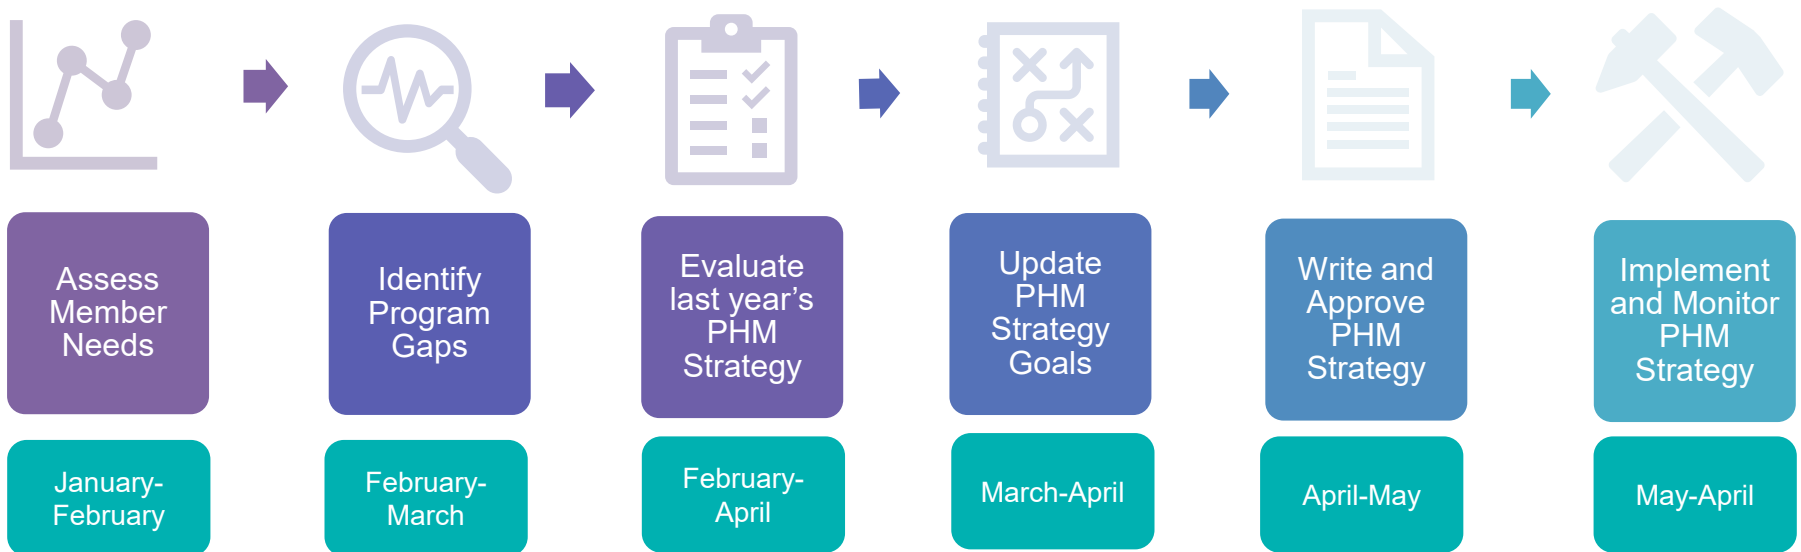 Assess
Member
Needs
Identify
Program
Gaps
Evaluate
last year’s
PHM
Strategy
Update
PHM
Strategy
Goals
Write and
Approve
PHM
Strategy
Implement
and Monitor
PHM
Strategy
January-
February
February-
March
February-
April
March-April
April-May
May-April